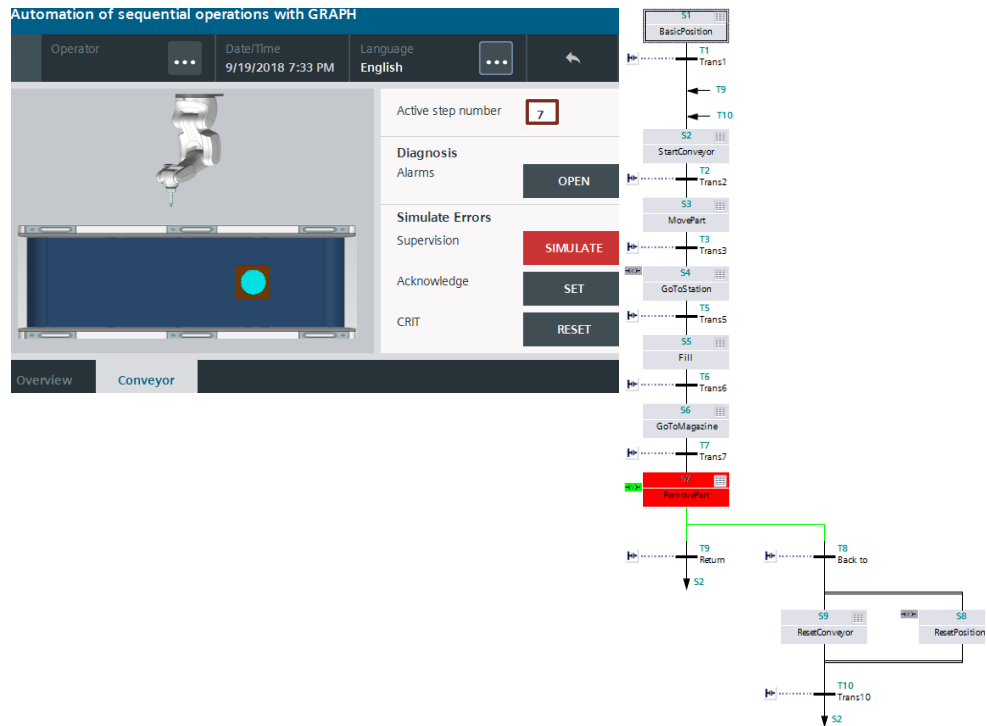 Automation of sequential operations with GRAPH
Operator
...
Date/Time
9/19/2018 7:33 PM
Language
English
...
Active step number
7
Diagnosis
Alarms
OPEN
Simulate Errors
Supervision
SIMULATE
Acknowledge
SET
CRIT
RESET
Overview
Conveyor
S1
BasicPosition
T1
Trans1
T9
T10
S2
StartConveyor
T2
Trans2
S3
MovePart
T3
Trans3
S4
GoToStation
T5
Trans5
S5
Fill
T6
Trans6
S6
GoToMagazine
T7
Trans7
S7
RemovePart
T9
Return
S2
T8
Back to
S9
ResetConveyor
S8
ResetPosition
T10
Trans10
S2